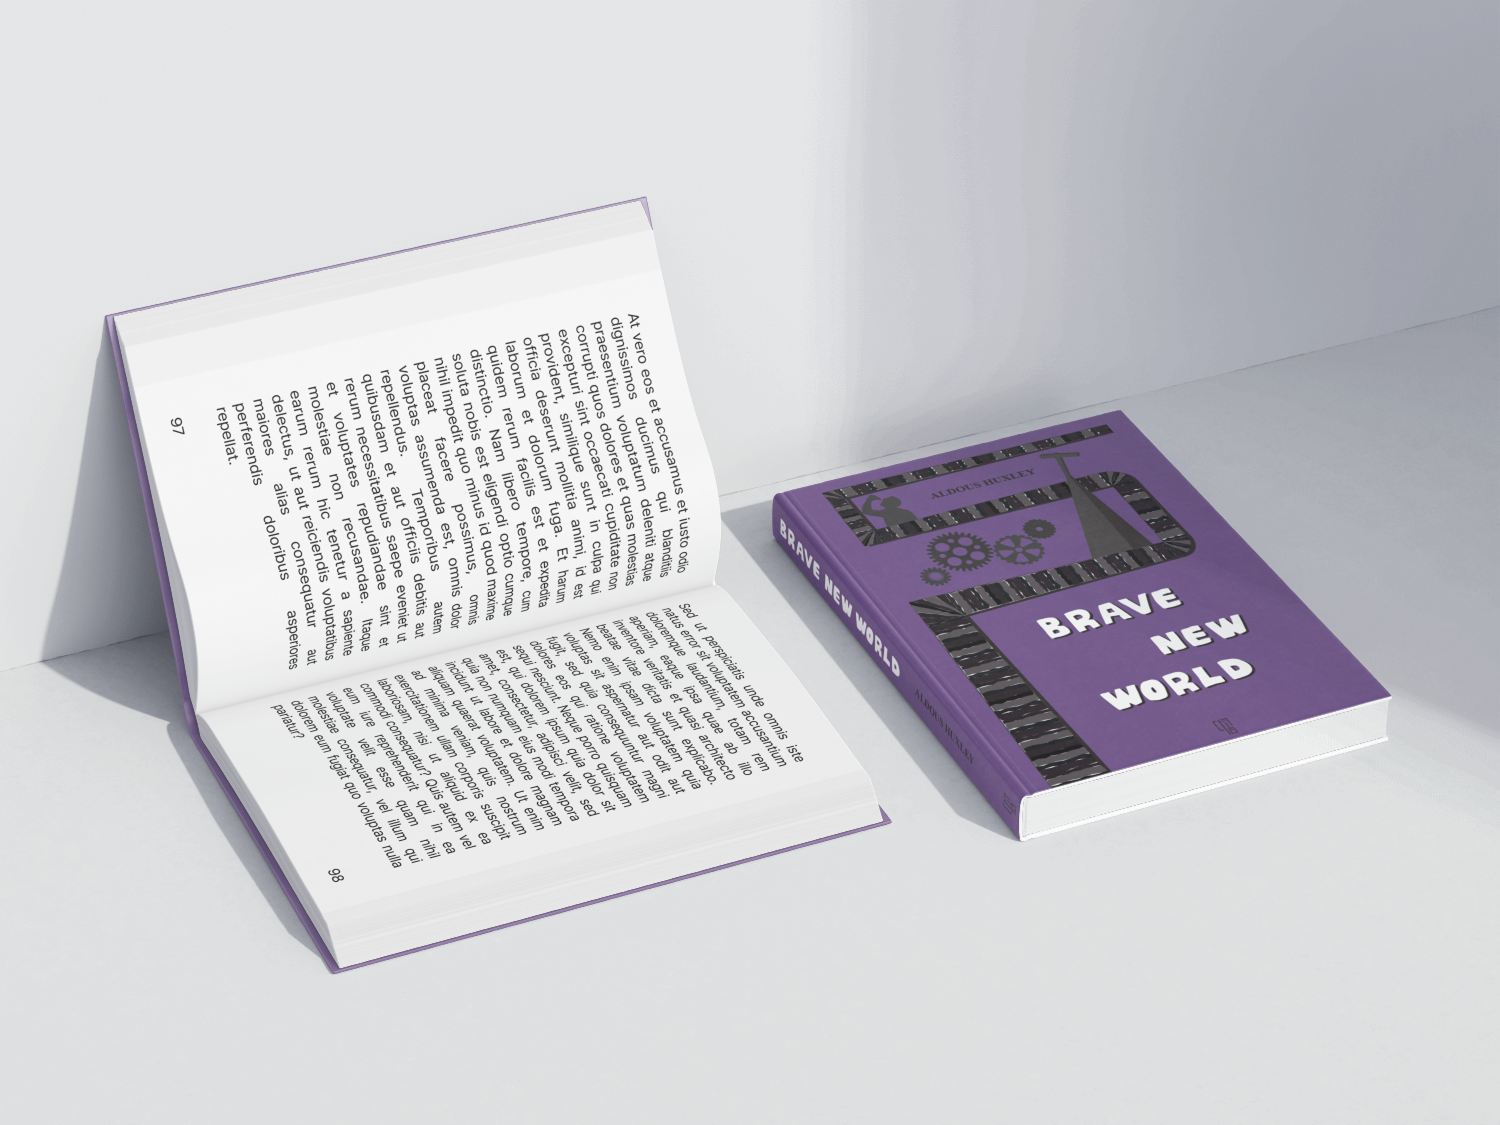 At vero eos et accusamus et iusto odio
dignissimos ducimus qui blanditiis
praesentium voluptatum deleniti atque
corrupti quos dolores et quas molestias
excepturi sint occaecati cupiditate non
provident, similique sunt in culpa qui
officia deserunt mollitia animi, id est
laborum et dolorum fuga. Et harum
quidem rerum facilis est et expedita
distinctio. Nam libero tempore, cum
soluta nobis est eligendi optio cumque
nihil impedit quo minus id quod maxime
placeat facere possimus, omnis
voluptas assumenda est, omnis dolor
repellendus. Temporibus autem
quibusdam et aut officiis debitis aut
rerum necessitatibus saepe eveniet ut
et voluptates repudiandae sint et
molestiae non recusandae. Itaque
earum rerum hic tenetur a sapiente
delectus, ut aut reiciendis voluptatibus
maiores alias consequatur aut
perferendis doloribus asperiores
repellat.
97
Sed ut perspiciatis unde omnis iste
natus error sit voluptatem accusantium
doloremque laudantium, totam rem
aperiam, eaque ipsa quae ab illo
inventore veritatis et quasi architecto
beatae vitae dicta sunt explicabo.
Nemo enim ipsam voluptatem quia
voluptas sit aspernatur aut odit aut
fugit, sed quia consequuntur magni
dolores eos qui ratione voluptatem
sequi nesciunt. Neque porro quisquam
est, qui dolorem ipsum quia dolor sit
amet, consectetur, adipisci velit, sed
quia non numquam eius modi tempora
incidunt ut labore et dolore magnam
aliquam quaerat voluptatem. Ut enim
ad minima veniam, quis nostrum
exercitationem ullam corporis suscipit
laboriosam, nisi ut aliquid ex ea
commodi consequatur? Quis autem vel
eum iure reprehenderit qui in ea
voluptate velit esse quam nihil
molestiae consequatur, vel illum qui
dolorem eum fugiat quo voluptas nulla
pariatur?
98
ALDOUS HUXLEY
BRAVE
NEW
WORLD
BRAVE NEW WORLD
ALDOUS HUXLEY